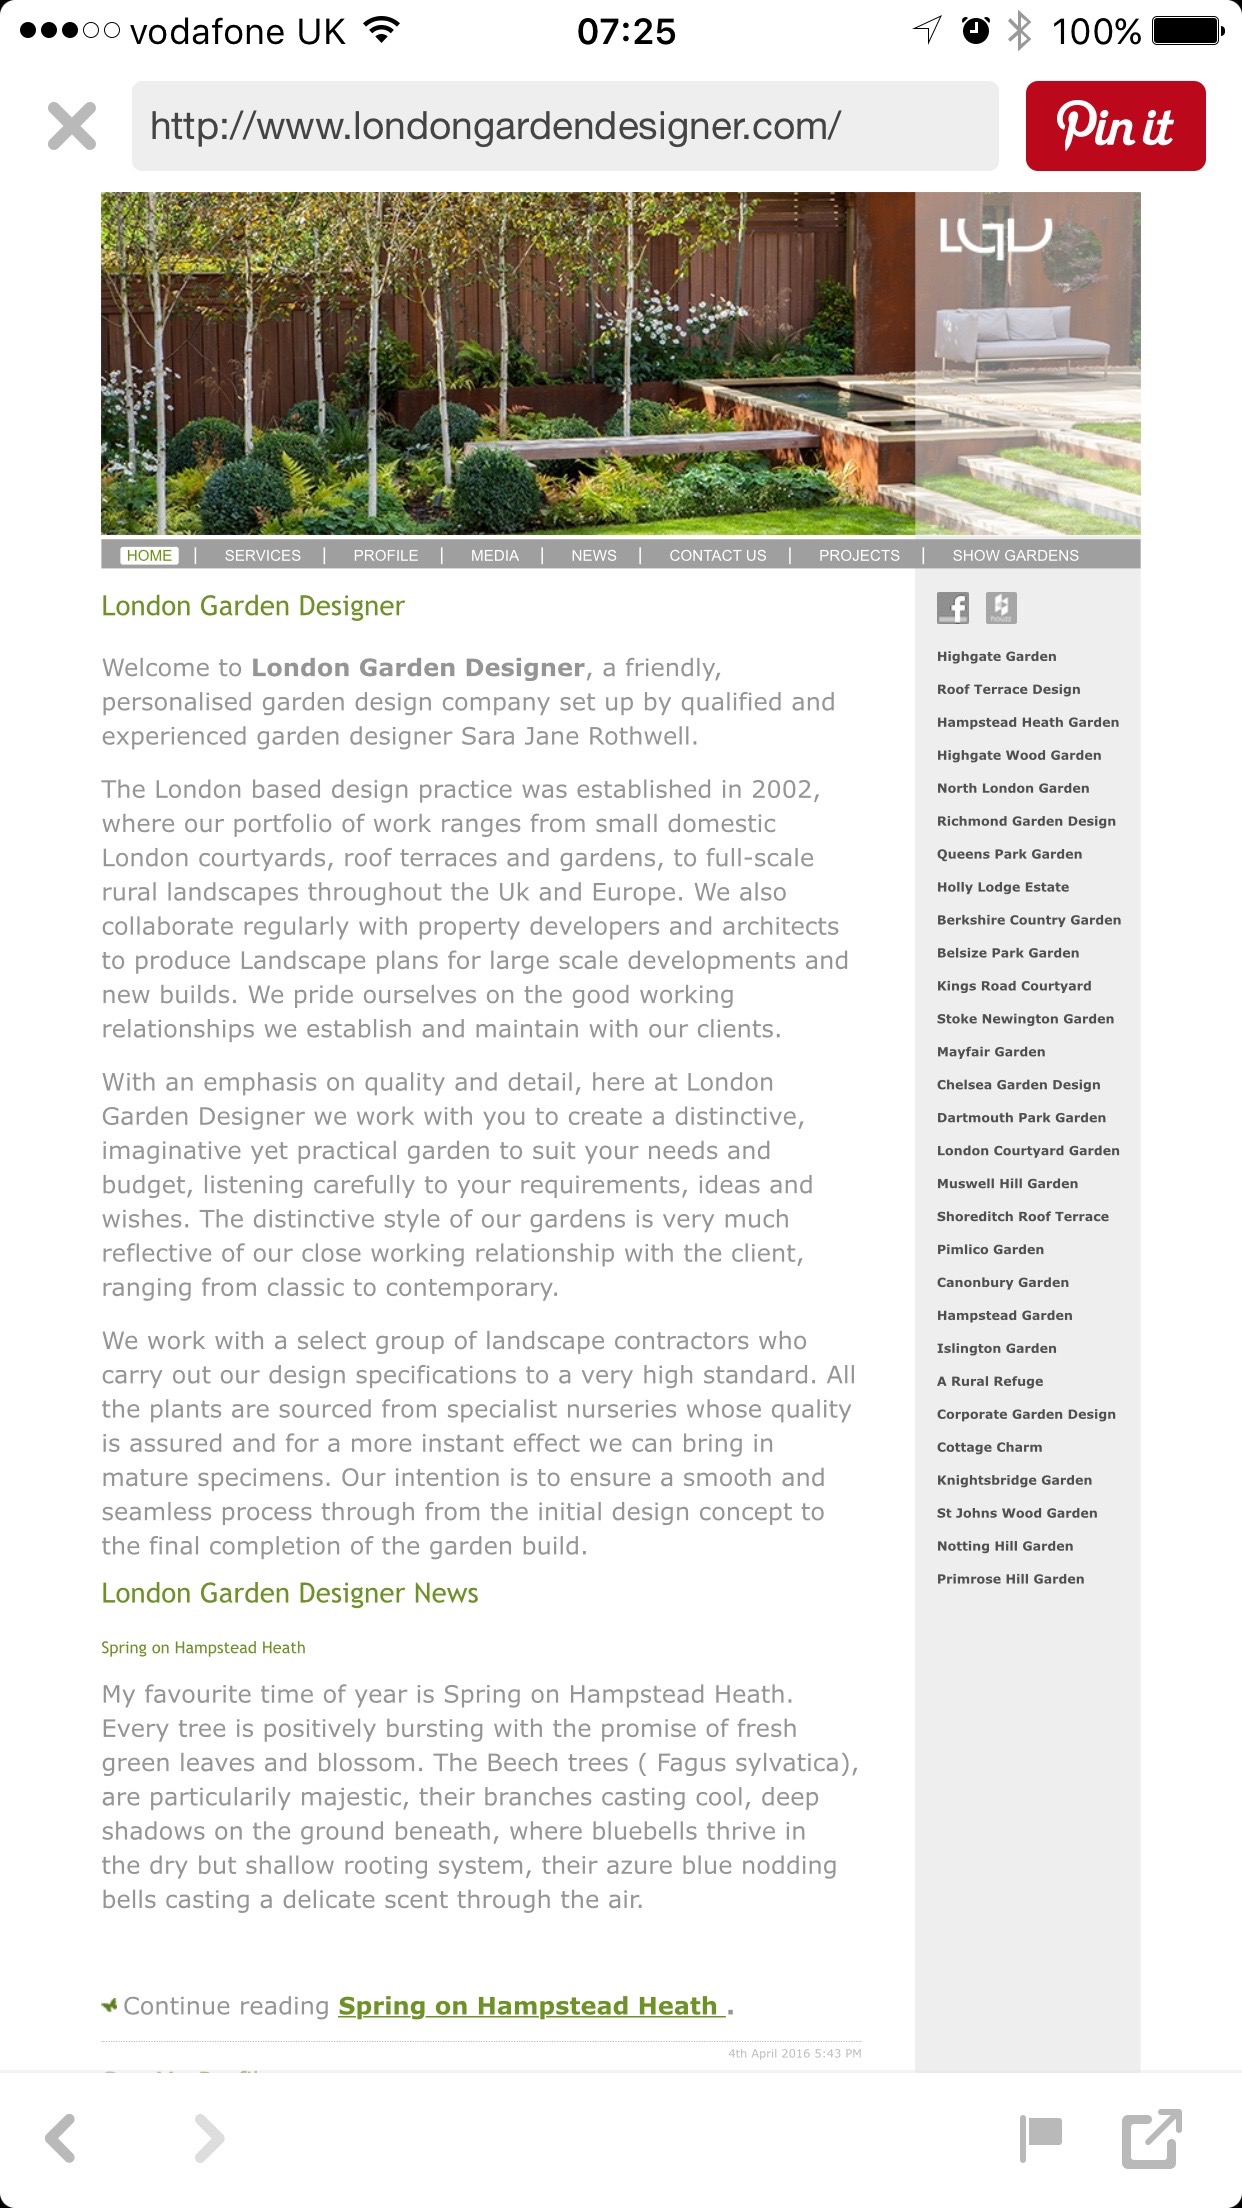 vodafone UK 07:25 100%
http://www.londongardendesigner.com/
Pin it
LGD
HOME | SERVICES | PROFILE | MEDIA | NEWS | CONTACT US | PROJECTS | SHOW GARDENS
London Garden Designer
Welcome to London Garden Designer, a friendly,
personalised garden design company set up by qualified and
experienced garden designer Sara Jane Rothwell.
The London based design practice was established in 2002,
where our portfolio of work ranges from small domestic
London courtyards, roof terraces and gardens, to full-scale
rural landscapes throughout the Uk and Europe. We also
collaborate regularly with property developers and architects
to produce Landscape plans for large scale developments and
new builds. We pride ourselves on the good working
relationships we establish and maintain with our clients.
With an emphasis on quality and detail, here at London
Garden Designer we work with you to create a distinctive,
imaginative yet practical garden to suit your needs and
budget, listening carefully to your requirements, ideas and
wishes. The distinctive style of our gardens is very much
reflective of our close working relationship with the client,
ranging from classic to contemporary.
We work with a select group of landscape contractors who
carry out our design specifications to a very high standard. All
the plants are sourced from specialist nurseries whose quality
is assured and for a more instant effect we can bring in
mature specimens. Our intention is to ensure a smooth and
seamless process through from the initial design concept to
the final completion of the garden build.
London Garden Designer News
Spring on Hampstead Heath
My favourite time of year is Spring on Hampstead Heath.
Every tree is positively bursting with the promise of fresh
green leaves and blossom. The Beech trees ( Fagus sylvatica),
are particularily majestic, their branches casting cool, deep
shadows on the ground beneath, where bluebells thrive in
the dry but shallow rooting system, their azure blue nodding
bells casting a delicate scent through the air.
Continue reading Spring on Hampstead Heath .
4th April 2016 5:43 PM
f
houzz
Highgate Garden
Roof Terrace Design
Hampstead Heath Garden
Highgate Wood Garden
North London Garden
Richmond Garden Design
Queens Park Garden
Holly Lodge Estate
Berkshire Country Garden
Belsize Park Garden
Kings Road Courtyard
Stoke Newington Garden
Mayfair Garden
Chelsea Garden Design
Dartmouth Park Garden
London Courtyard Garden
Muswell Hill Garden
Shoreditch Roof Terrace
Pimlico Garden
Canonbury Garden
Hampstead Garden
Islington Garden
A Rural Refuge
Corporate Garden Design
Cottage Charm
Knightsbridge Garden
St Johns Wood Garden
Notting Hill Garden
Primrose Hill Garden